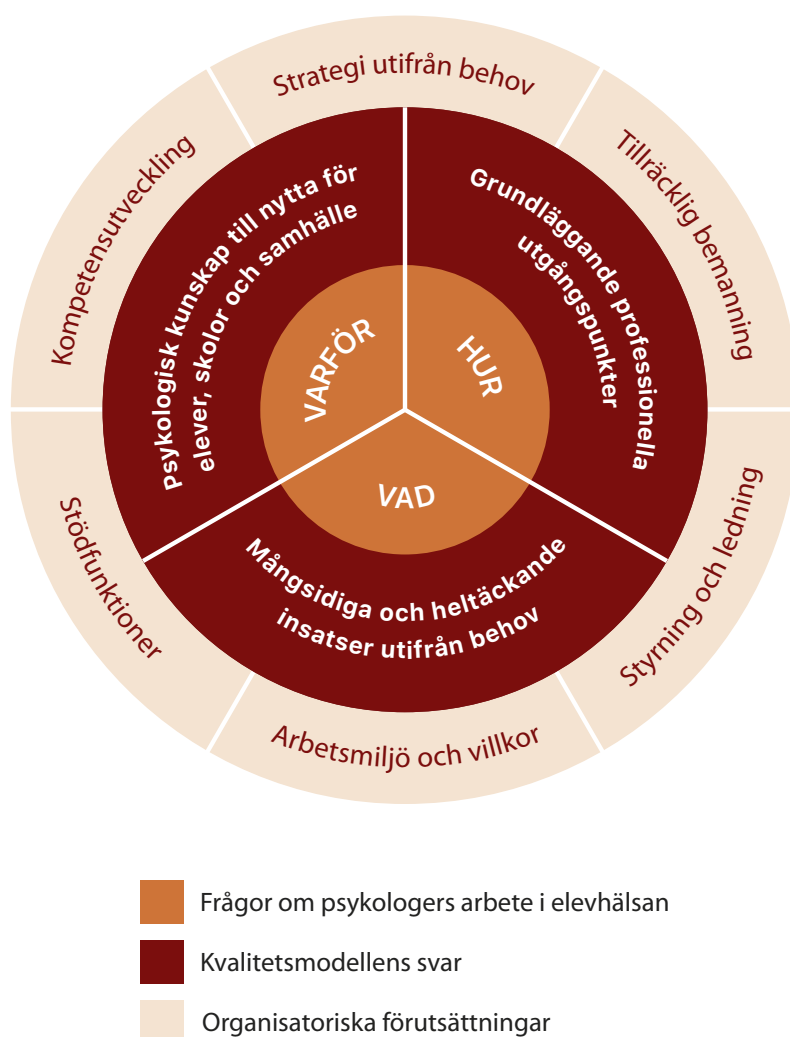 Strategi utifrån behov
Tillräcklig bemanning
Styrning och ledning
Arbetsmiljö och villkor
Stödfunktioner
Kompetensutveckling
Psykologisk kunskap till nytta för
elever, skolor och samhälle
Grundläggande professionella
utgångspunkter
Mångsidiga och heltäckande
insatser utifrån behov
VARFÖR
HUR
VAD
Frågor om psykologers arbete i elevhälsan
Kvalitetsmodellens svar
Organisatoriska förutsättningar